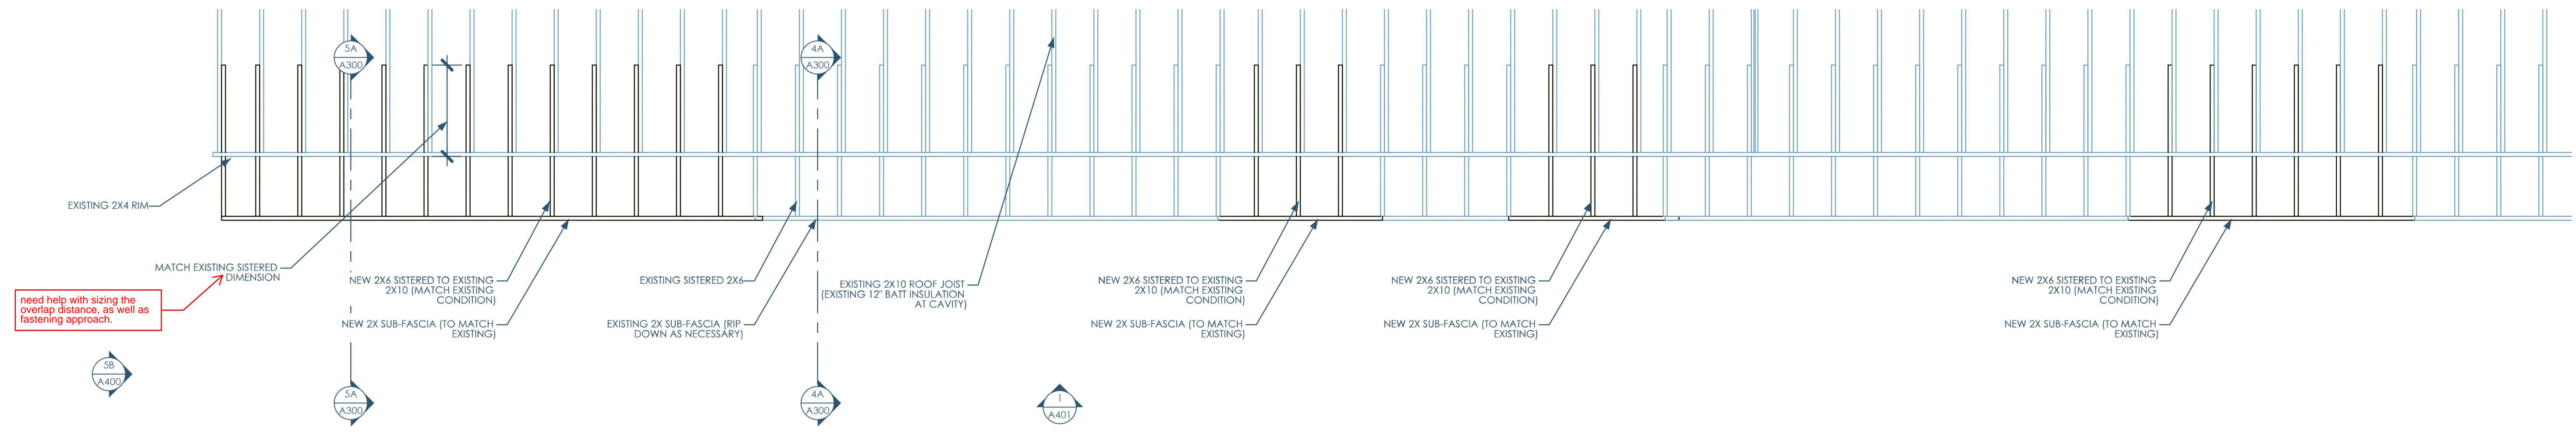 5A
A300
4A
A300
EXISTING 2X4 RIM
MATCH EXISTING SISTERED
DIMENSION
need help with sizing the
overlap distance, as well as
fastening approach.
NEW 2X6 SISTERED TO EXISTING
2X10 (MATCH EXISTING
CONDITION)
NEW 2X SUB-FASCIA (TO MATCH
EXISTING)
EXISTING SISTERED 2X6
EXISTING 2X SUB-FASCIA (RIP
DOWN AS NECESSARY)
EXISTING 2X10 ROOF JOIST
(EXISTING 12" BATT INSULATION
AT CAVITY)
NEW 2X6 SISTERED TO EXISTING
2X10 (MATCH EXISTING
CONDITION)
NEW 2X SUB-FASCIA (TO MATCH
EXISTING)
NEW 2X6 SISTERED TO EXISTING
2X10 (MATCH EXISTING
CONDITION)
NEW 2X SUB-FASCIA (TO MATCH
EXISTING)
NEW 2X6 SISTERED TO EXISTING
2X10 (MATCH EXISTING
CONDITION)
NEW 2X SUB-FASCIA (TO MATCH
EXISTING)
5B
A400
5A
A300
4A
A300
1
A401